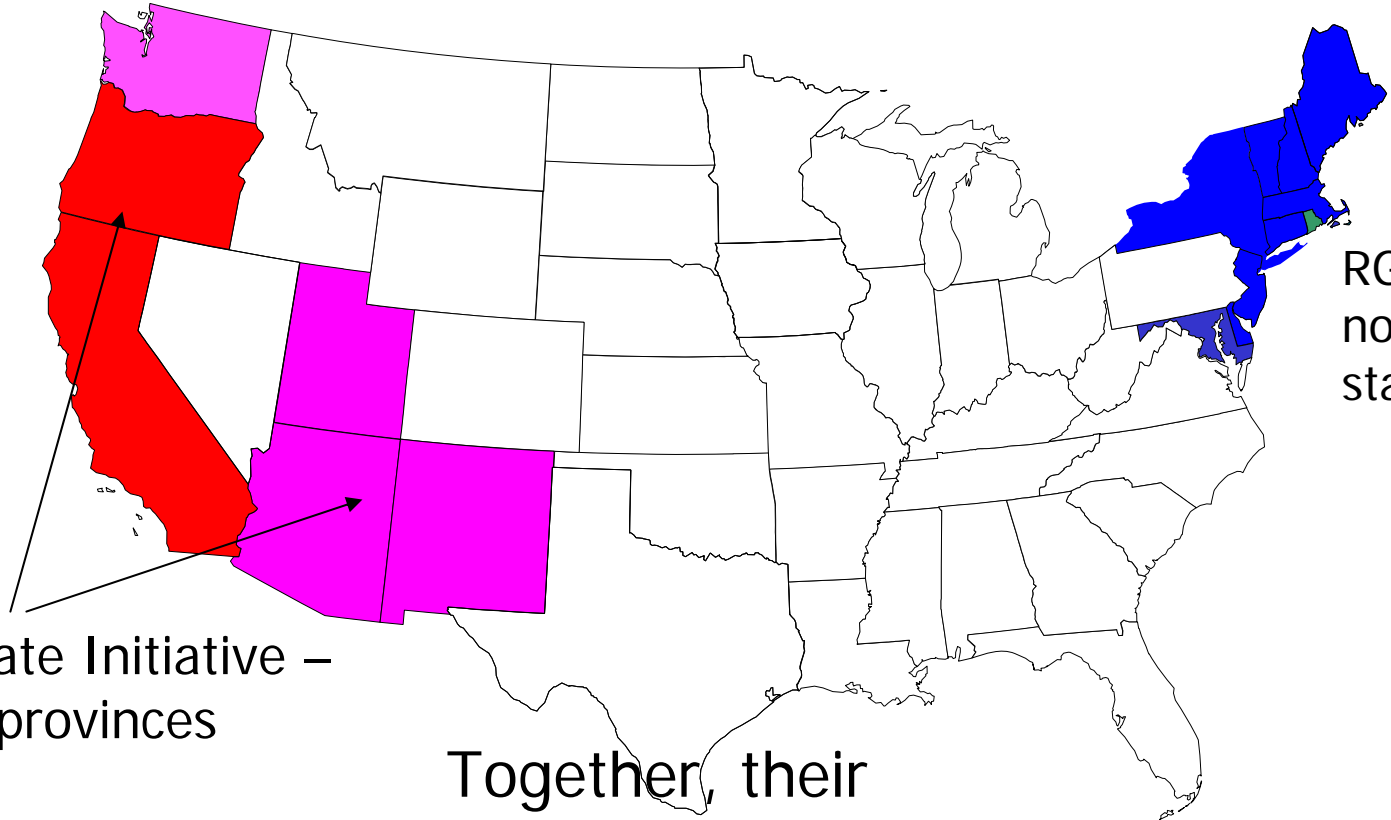 RG
no
sta
ate Initiative –
provinces
Together, their